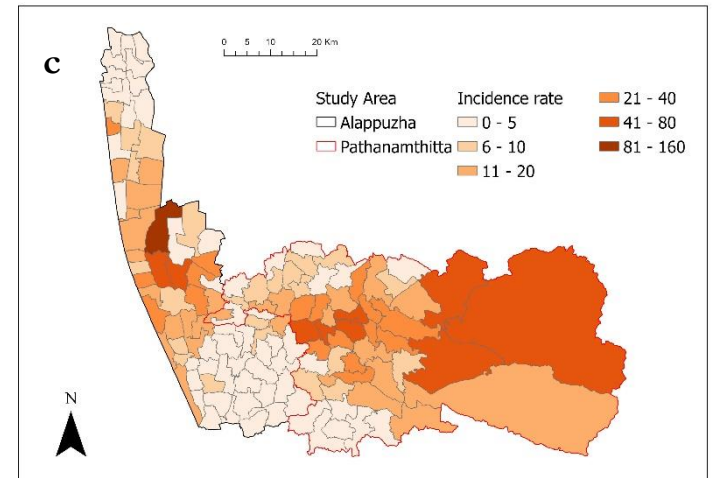 c
0 5 10 20 Km
Study Area
Alappuzha
Pathanamthitta
Incidence rate
0 - 5
6 - 10
11 - 20
21 - 40
41 - 80
81 - 160
N